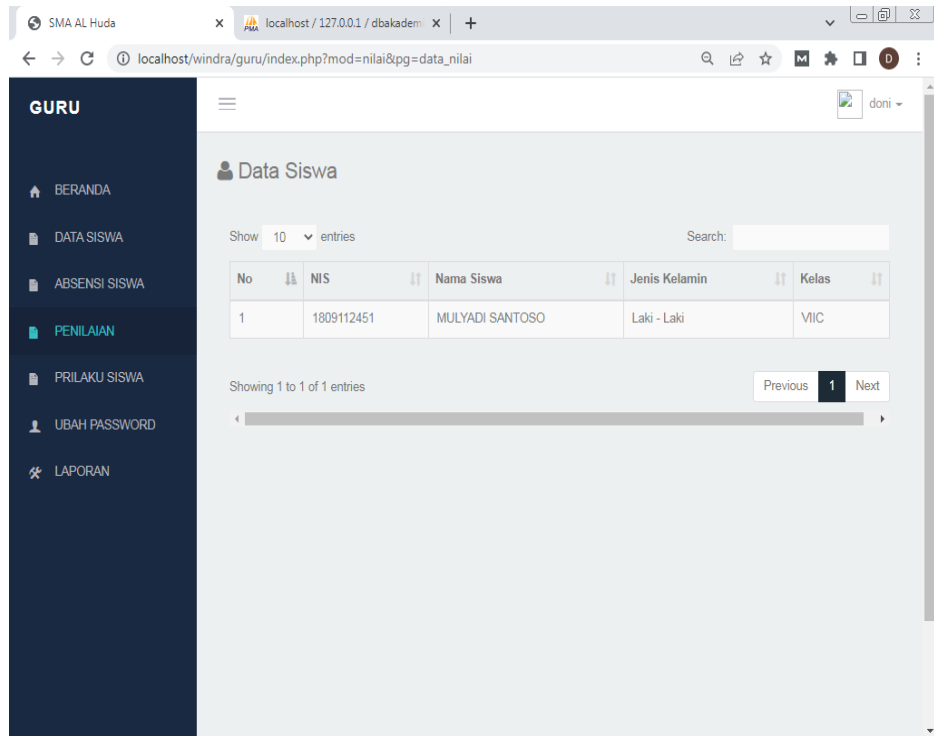 SMA AL Huda
PMA localhost / 127.0.0.1 / dbakadem
localhost/windra/guru/index.php?mod=nilai&pg=data_nilai
M D
GURU
doni
BERANDA
DATA SISWA
ABSENSI SISWA
PENILAIAN
PRILAKU SISWA
UBAH PASSWORD
LAPORAN
Data Siswa
Show 10 entries Search:
No NIS Nama Siswa Jenis Kelamin Kelas
1 1809112451 MULYADI SANTOSO Laki - Laki VIIC
Showing 1 to 1 of 1 entries Previous 1 Next